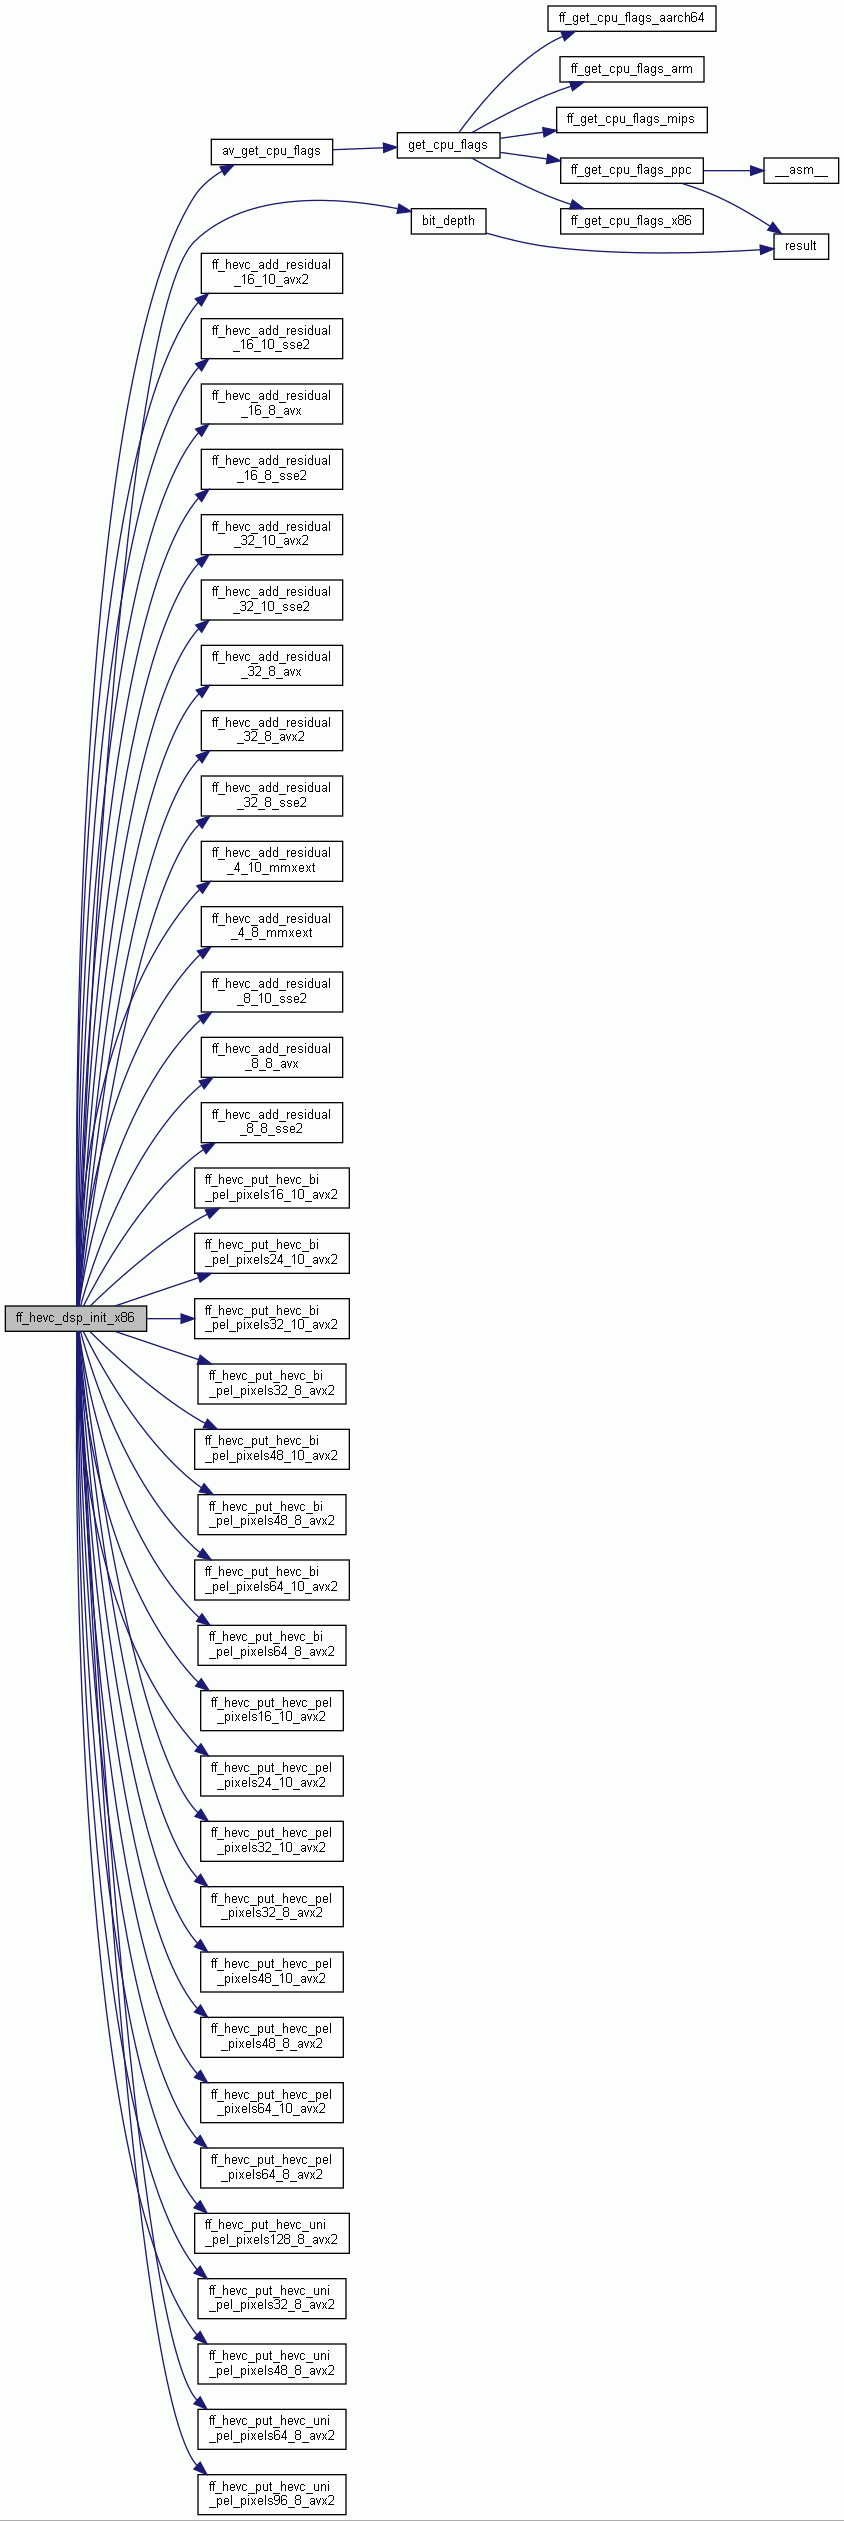 ff_get_cpu_flags_aarch64
ff_get_cpu_flags_arm
ff_get_cpu_flags_mips
av_get_cpu_flags
get_cpu_flags
ff_get_cpu_flags_ppc
__asm__
ff_get_cpu_flags_x86
bit_depth
result
ff_hevc_add_residual
_16_10_avx2
ff_hevc_add_residual
_16_10_sse2
ff_hevc_add_residual
_16_8_avx
ff_hevc_add_residual
_16_8_sse2
ff_hevc_add_residual
_32_10_avx2
ff_hevc_add_residual
_32_10_sse2
ff_hevc_add_residual
_32_8_avx
ff_hevc_add_residual
_32_8_avx2
ff_hevc_add_residual
_32_8_sse2
ff_hevc_add_residual
_4_10_mmxext
ff_hevc_add_residual
_4_8_mmxext
ff_hevc_add_residual
_8_10_sse2
ff_hevc_add_residual
_8_8_avx
ff_hevc_add_residual
_8_8_sse2
ff_hevc_put_hevc_bi
_pel_pixels16_10_avx2
ff_hevc_put_hevc_bi
_pel_pixels24_10_avx2
ff_hevc_dsp_init_x86
ff_hevc_put_hevc_bi
_pel_pixels32_10_avx2
ff_hevc_put_hevc_bi
_pel_pixels32_8_avx2
ff_hevc_put_hevc_bi
_pel_pixels48_10_avx2
ff_hevc_put_hevc_bi
_pel_pixels48_8_avx2
ff_hevc_put_hevc_bi
_pel_pixels64_10_avx2
ff_hevc_put_hevc_bi
_pel_pixels64_8_avx2
ff_hevc_put_hevc_pel
_pixels16_10_avx2
ff_hevc_put_hevc_pel
_pixels24_10_avx2
ff_hevc_put_hevc_pel
_pixels32_10_avx2
ff_hevc_put_hevc_pel
_pixels32_8_avx2
ff_hevc_put_hevc_pel
_pixels48_10_avx2
ff_hevc_put_hevc_pel
_pixels48_8_avx2
ff_hevc_put_hevc_pel
_pixels64_10_avx2
ff_hevc_put_hevc_pel
_pixels64_8_avx2
ff_hevc_put_hevc_uni
_pel_pixels128_8_avx2
ff_hevc_put_hevc_uni
_pel_pixels32_8_avx2
ff_hevc_put_hevc_uni
_pel_pixels48_8_avx2
ff_hevc_put_hevc_uni
_pel_pixels64_8_avx2
ff_hevc_put_hevc_uni
_pel_pixels96_8_avx2